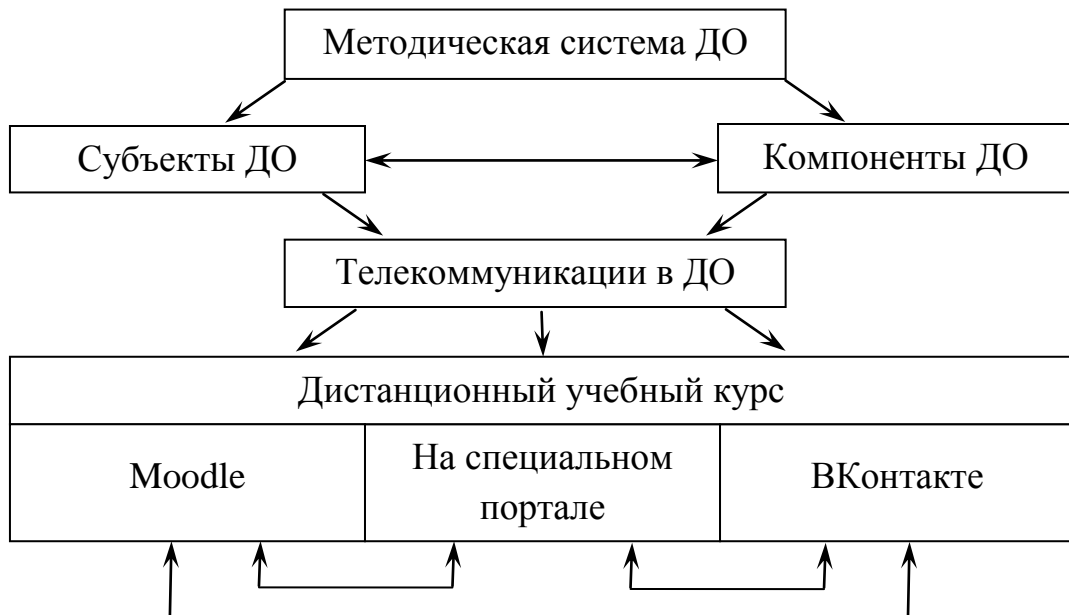 Методическая система ДО
Субъекты ДО
Компоненты ДО
Телекоммуникации в ДО
Дистанционный учебный курс
Moodle
На специальном
портале
ВКонтакте